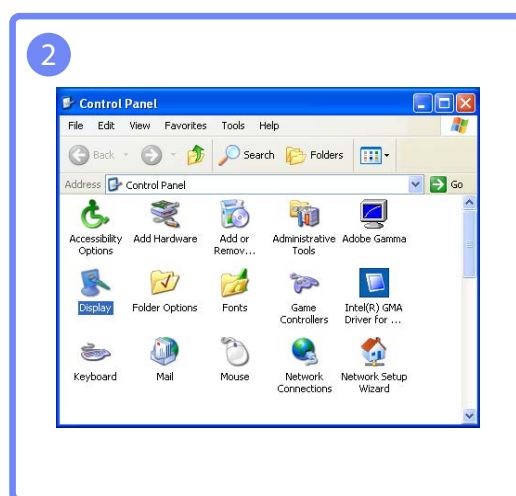 2
Control Panel
File Edit View Favorites Tools Help
Back Search Folders
Address Control Panel Go
Accessibility Options Add Hardware Add or Remov... Administrative Tools Adobe Gamma
Display Folder Options Fonts Game Controllers Intel(R) GMA Driver for ...
Keyboard Mail Mouse Network Connections Network Setup Wizard